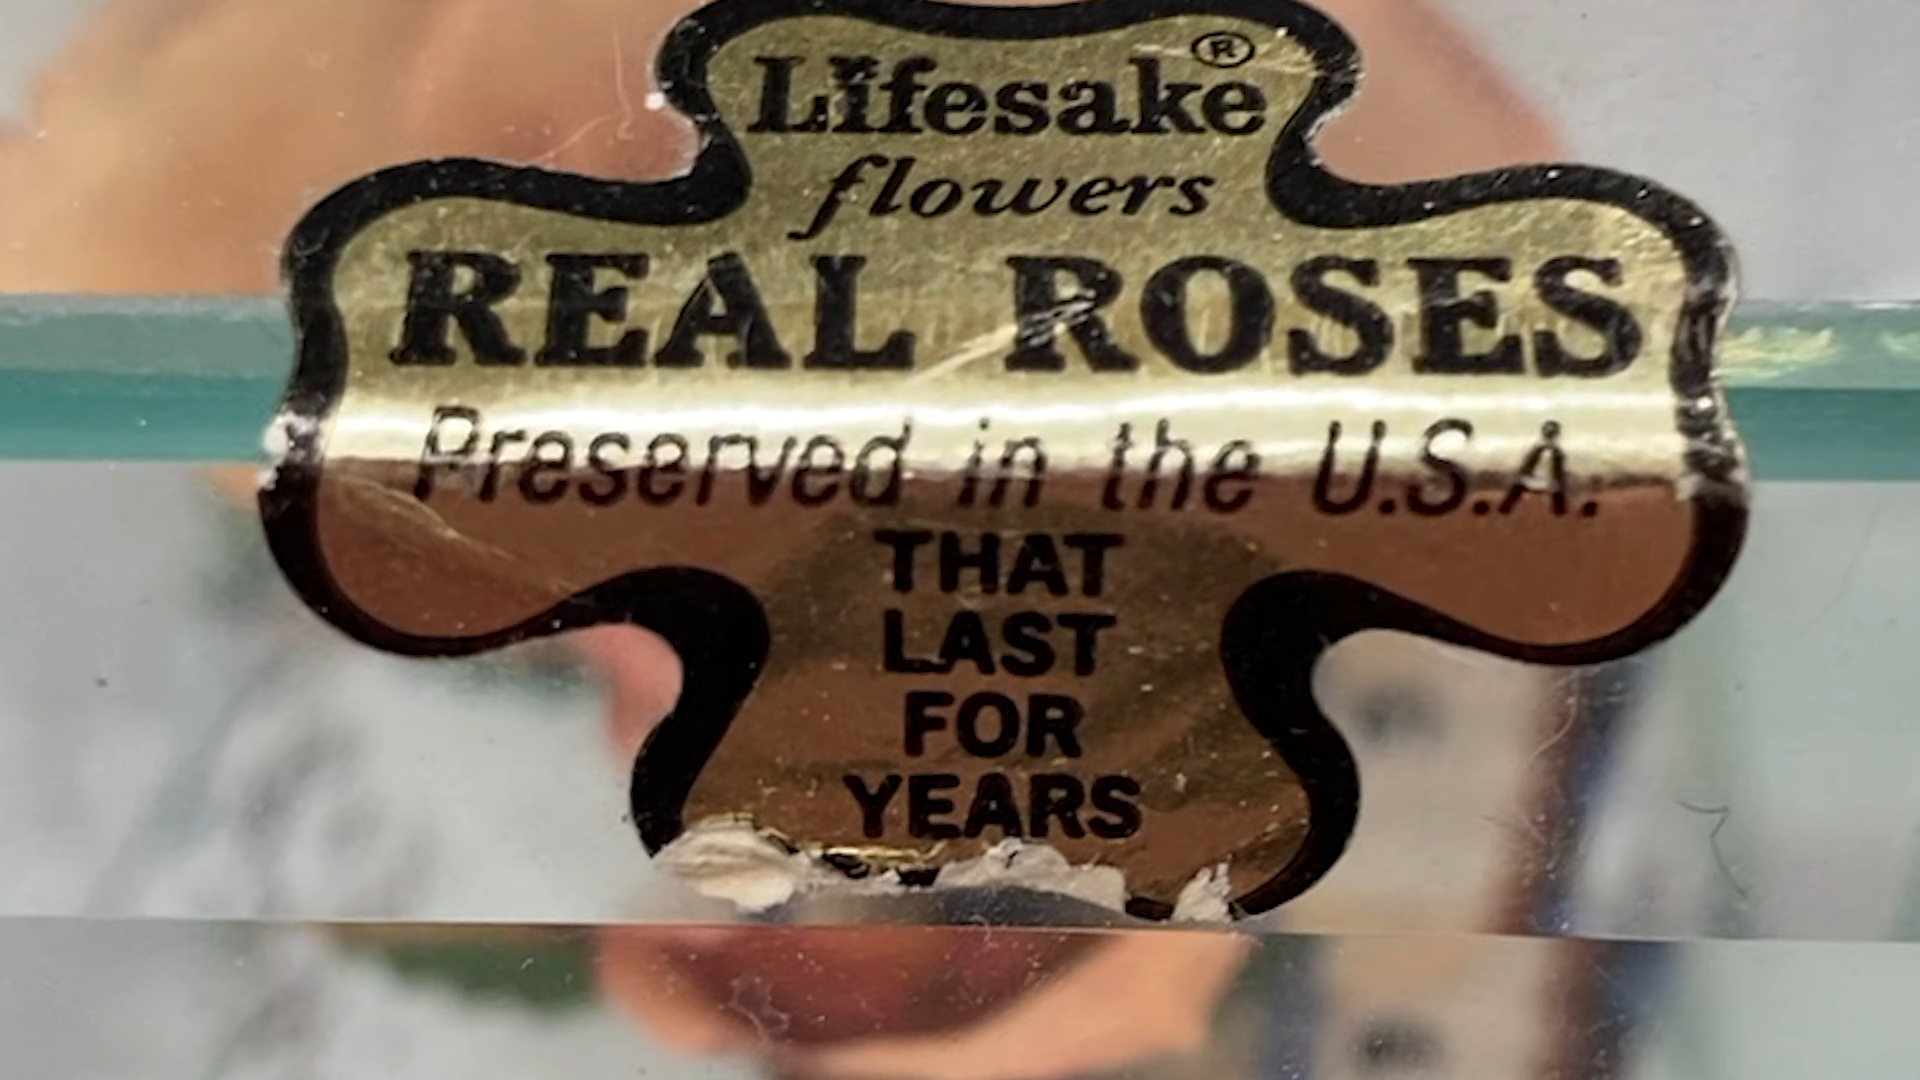 Lifesake®
flowers
REAL ROSES
Preserved in the U.S.A.
THAT
LAST
FOR
YEARS